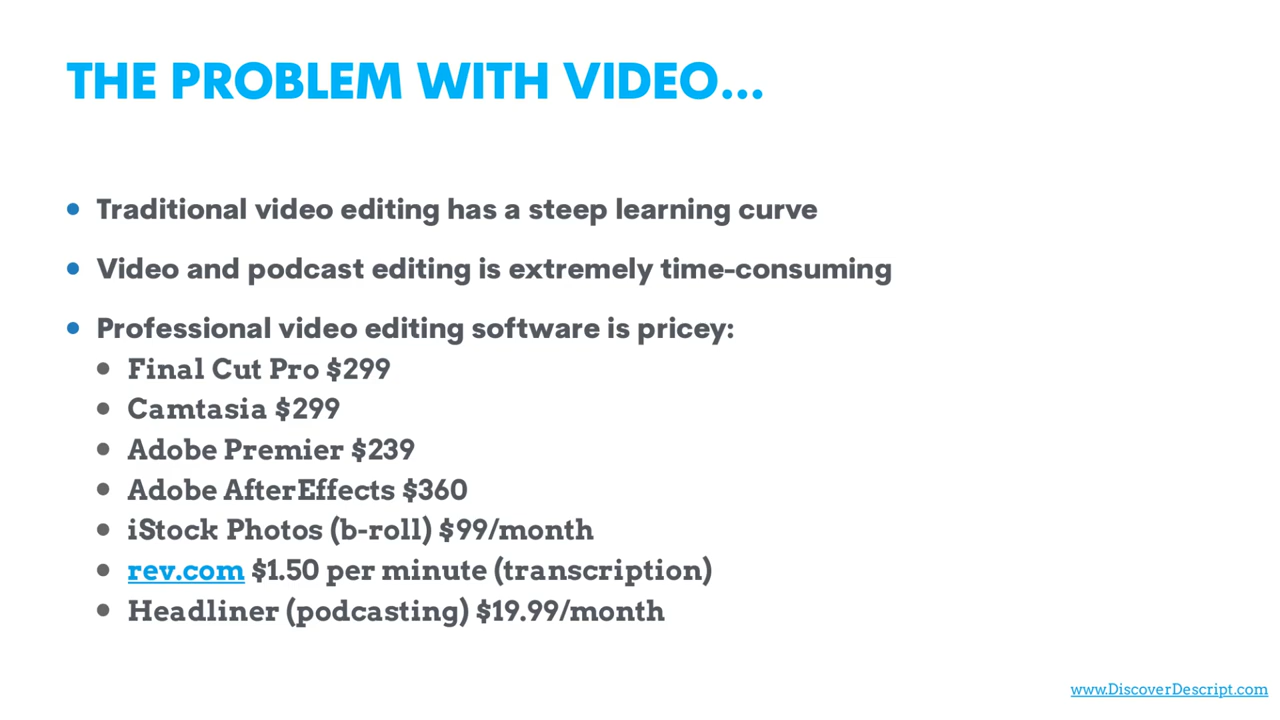 THE PROBLEM WITH VIDEO...
• Traditional video editing has a steep learning curve
• Video and podcast editing is extremely time-consuming
• Professional video editing software is pricey:
• Final Cut Pro $299
• Camtasia $299
• Adobe Premier $239
• Adobe AfterEffects $360
• iStock Photos (b-roll) $99/month
• rev.com $1.50 per minute (transcription)
• Headliner (podcasting) $19.99/month
www.DiscoverDescript.com